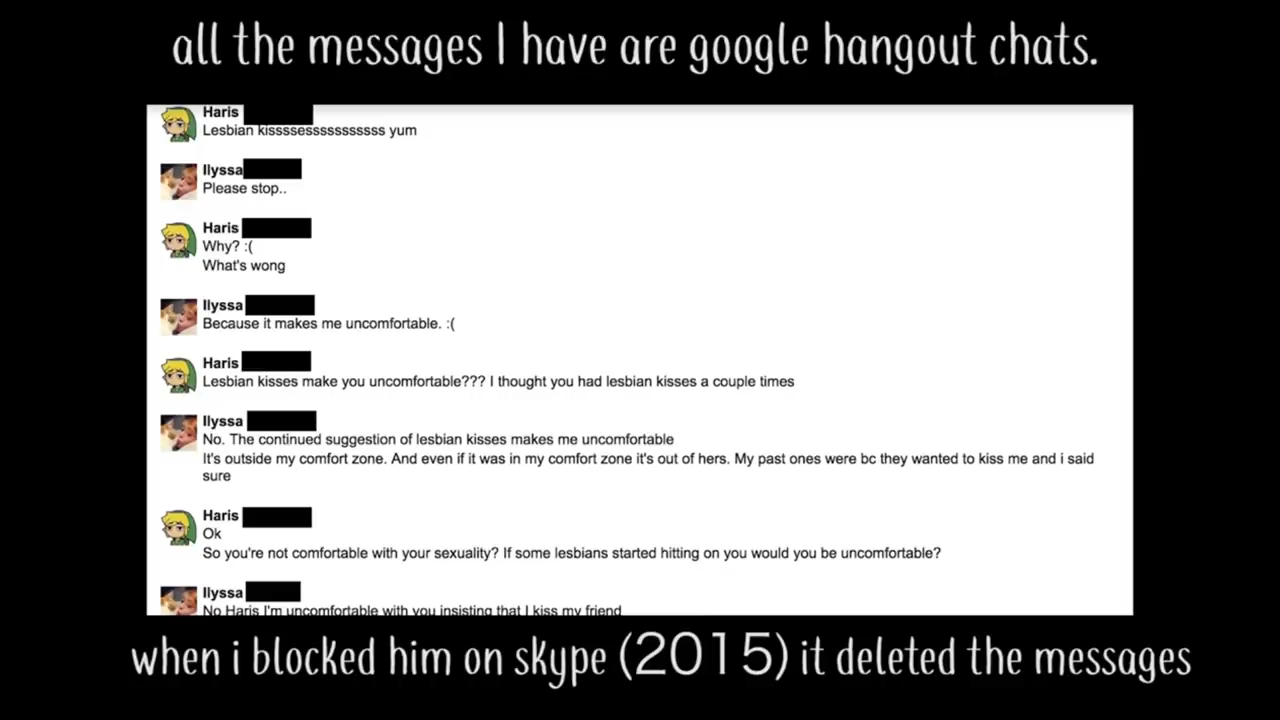 all the messages I have are google hangout chats.
Haris
Lesbian kissssesssssssssss yum
Ilyssa
Please stop..
Haris
Why? :(
What's wong
Ilyssa
Because it makes me uncomfortable. :(
Haris
Lesbian kisses make you uncomfortable??? I thought you had lesbian kisses a couple times
Ilyssa
No. The continued suggestion of lesbian kisses makes me uncomfortable
It's outside my comfort zone. And even if it was in my comfort zone it's out of hers. My past ones were bc they wanted to kiss me and i said
sure
Haris
Ok
So you're not comfortable with your sexuality? If some lesbians started hitting on you would you be uncomfortable?
Ilyssa
No Haris I'm uncomfortable with you insisting that I kiss my friend
when i blocked him on skype (2015) it deleted the messages